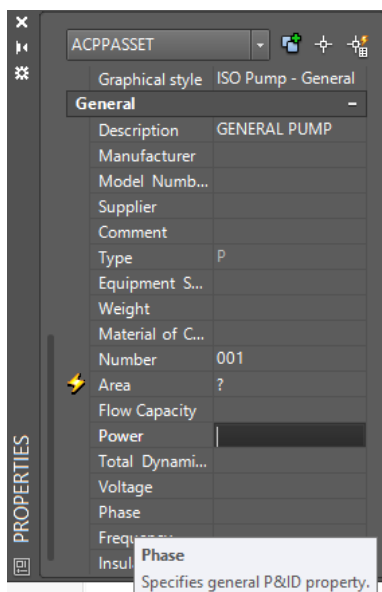 ACPPASSET
Graphical style ISO Pump - General
General
Description GENERAL PUMP
Manufacturer
Model Numb...
Supplier
Comment
Type P
Equipment S...
Weight
Material of C...
Number 001
Area ?
Flow Capacity
Power
Total Dynami...
Voltage
Phase
Insul
Phase
Specifies general P&ID property.
PROPERTIES